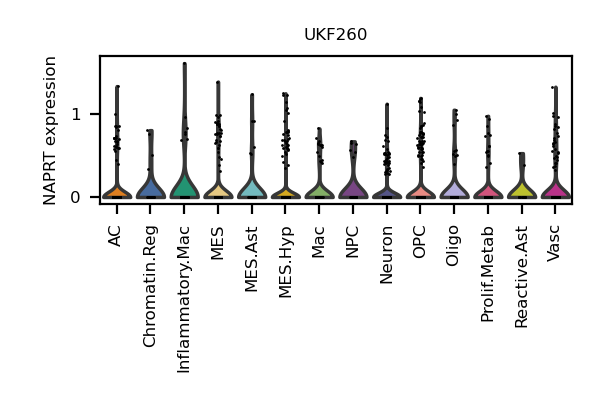 UKF260
NAPRT expression
1
0
AC
Chromatin.Reg
Inflammatory.Mac
MES
MES.Ast
MES.Hyp
Mac
NPC
Neuron
OPC
Oligo
Prolif.Metab
Reactive.Ast
Vasc